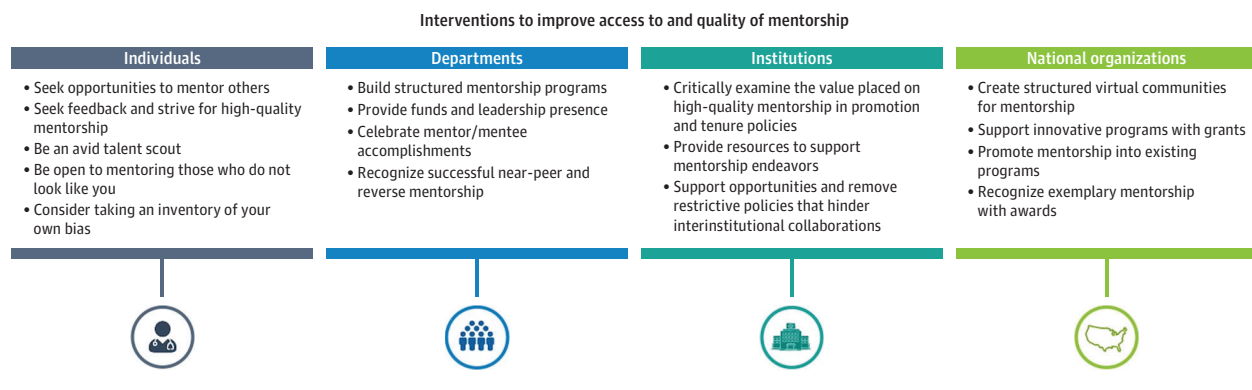 Interventions to improve access to and quality of mentorship
Individuals
• Seek opportunities to mentor others
• Seek feedback and strive for high-quality
mentorship
• Be an avid talent scout
• Be open to mentoring those who do not
look like you
• Consider taking an inventory of your
own bias
Departments
• Build structured mentorship programs
• Provide funds and leadership presence
• Celebrate mentor/mentee
accomplishments
• Recognize successful near-peer and
reverse mentorship
Institutions
• Critically examine the value placed on
high-quality mentorship in promotion
and tenure policies
• Provide resources to support
mentorship endeavors
• Support opportunities and remove
restrictive policies that hinder
interinstitutional collaborations
National organizations
• Create structured virtual communities
for mentorship
• Support innovative programs with grants
• Promote mentorship into existing
programs
• Recognize exemplary mentorship
with awards